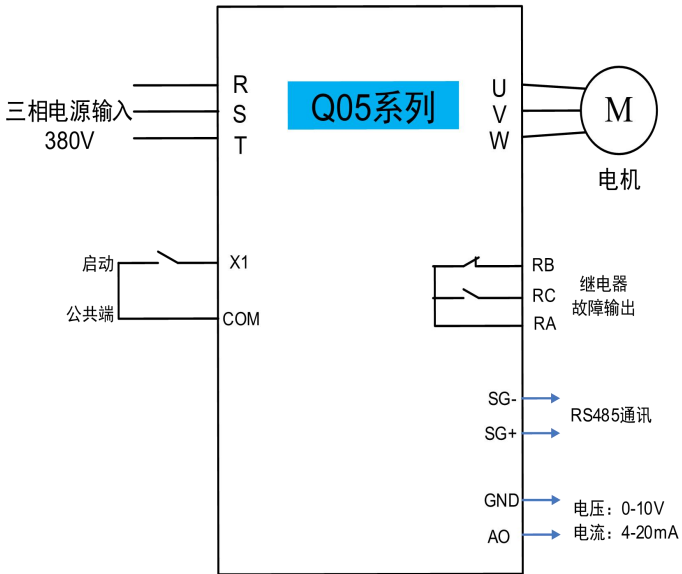 Q05系列
三相电源输入
380V
R
S
T
U
V
W
M
电机
启动
X1
公共端
COM
RB
RC
RA
继电器
故障输出
SG-
SG+
RS485通讯
GND
AO
电压：0-10V
电流：4-20mA